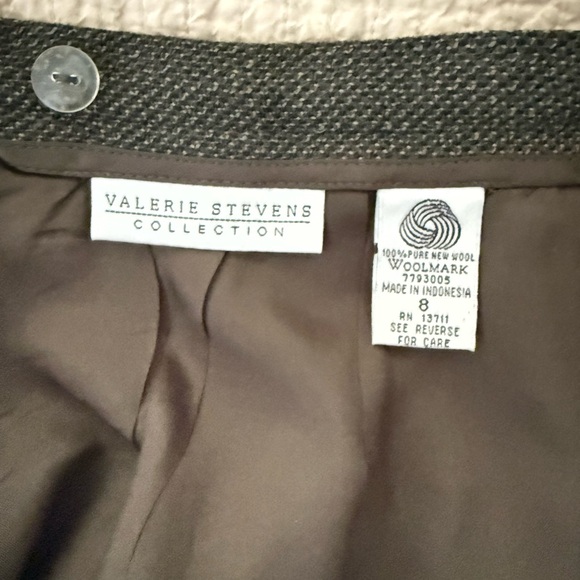 VALERIE STEVENS
COLLECTION
100% PURE NEW WOOL
WOOLMARK
7793005
MADE IN INDONESIA
8
RN 13711
SEE REVERSE
FOR CARE